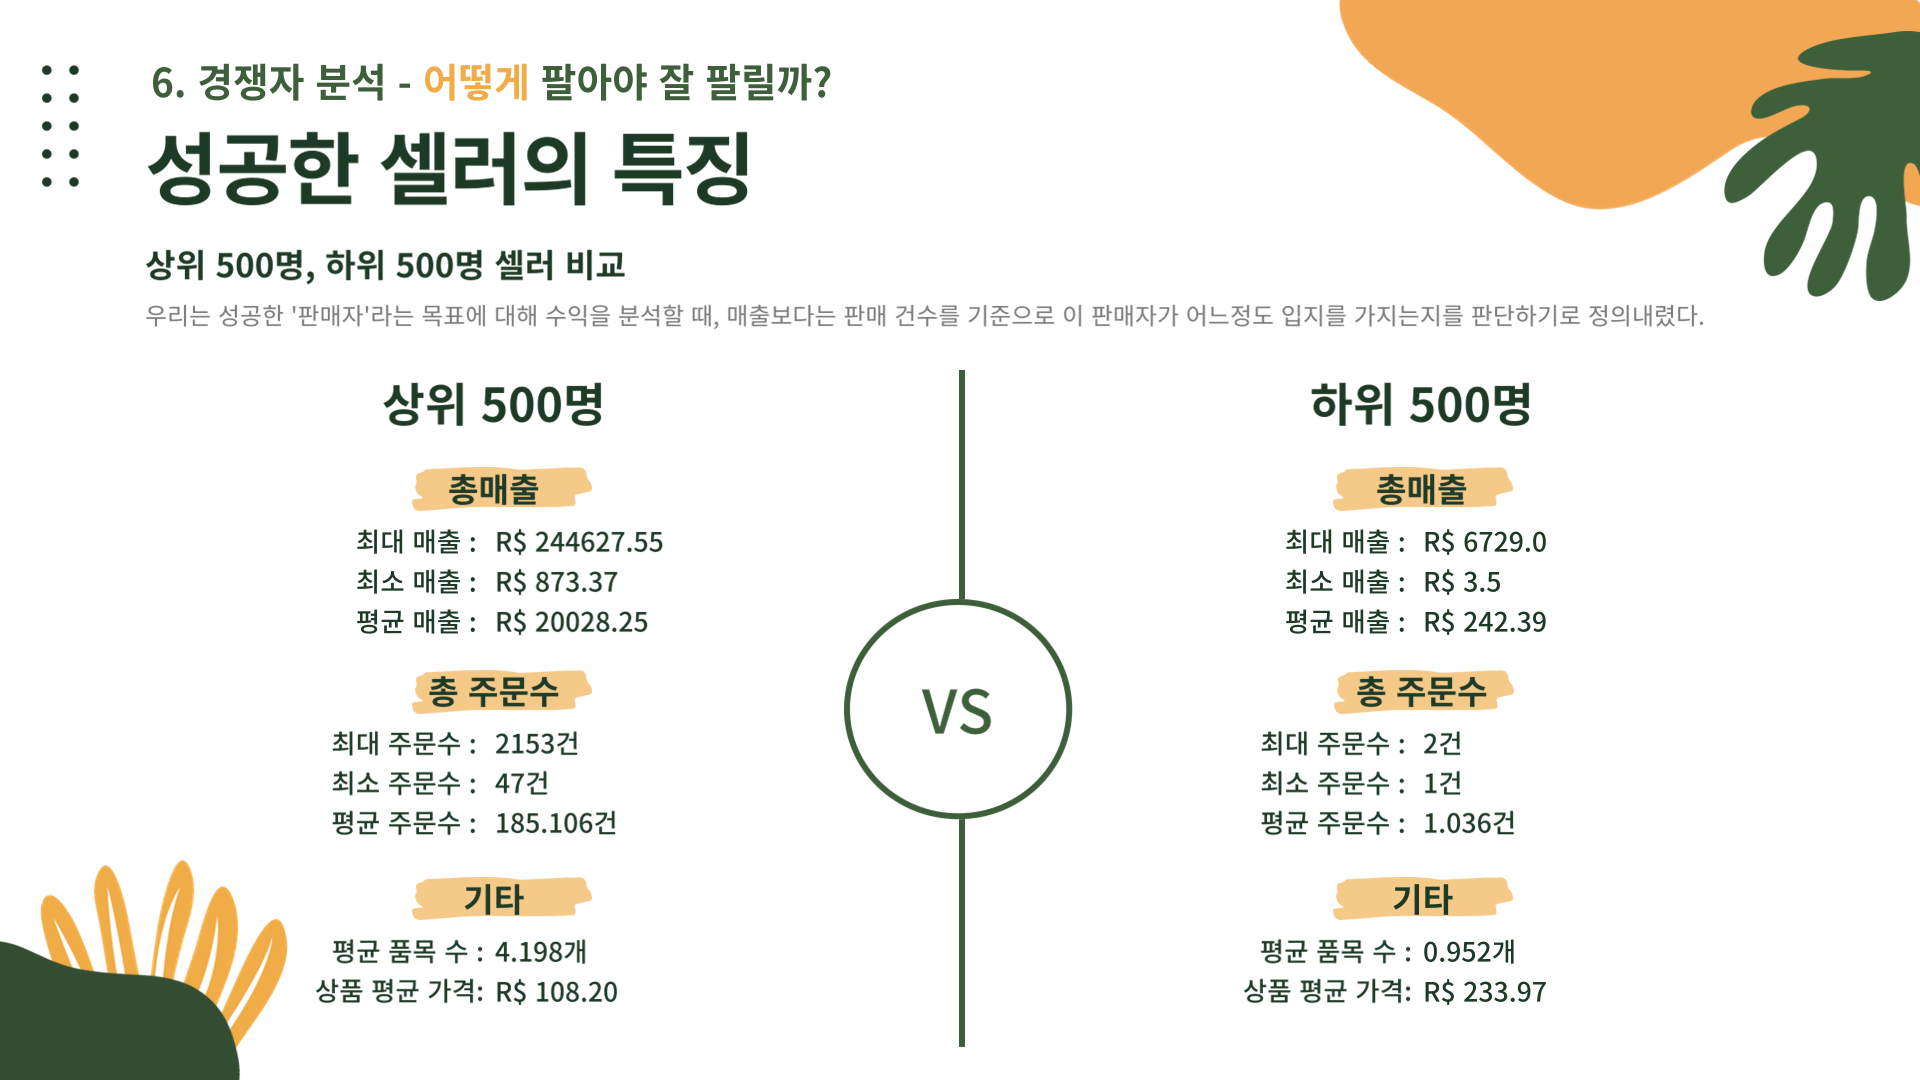 6. 경쟁자 분석 - 어떻게 팔아야 잘 팔릴까?
성공한 셀러의 특징
상위 500명, 하위 500명 셀러 비교
우리는 성공한 '판매자'라는 목표에 대해 수익을 분석할 때, 매출보다는 판매 건수를 기준으로 이 판매자가 어느정도 입지를 가지는지를 판단하기로 정의내렸다.
상위 500명
총매출
최대 매출 : R$ 244627.55
최소 매출 : R$ 873.37
평균 매출 : R$ 20028.25
총 주문수
최대 주문수 : 2153건
최소 주문수 : 47건
평균 주문수 : 185.106건
기타
평균 품목 수 : 4.198개
상품 평균 가격: R$ 108.20
VS
하위 500명
총매출
최대 매출 : R$ 6729.0
최소 매출 : R$ 3.5
평균 매출 : R$ 242.39
총 주문수
최대 주문수 : 2건
최소 주문수 : 1건
평균 주문수 : 1.036건
기타
평균 품목 수 : 0.952개
상품 평균 가격: R$ 233.97